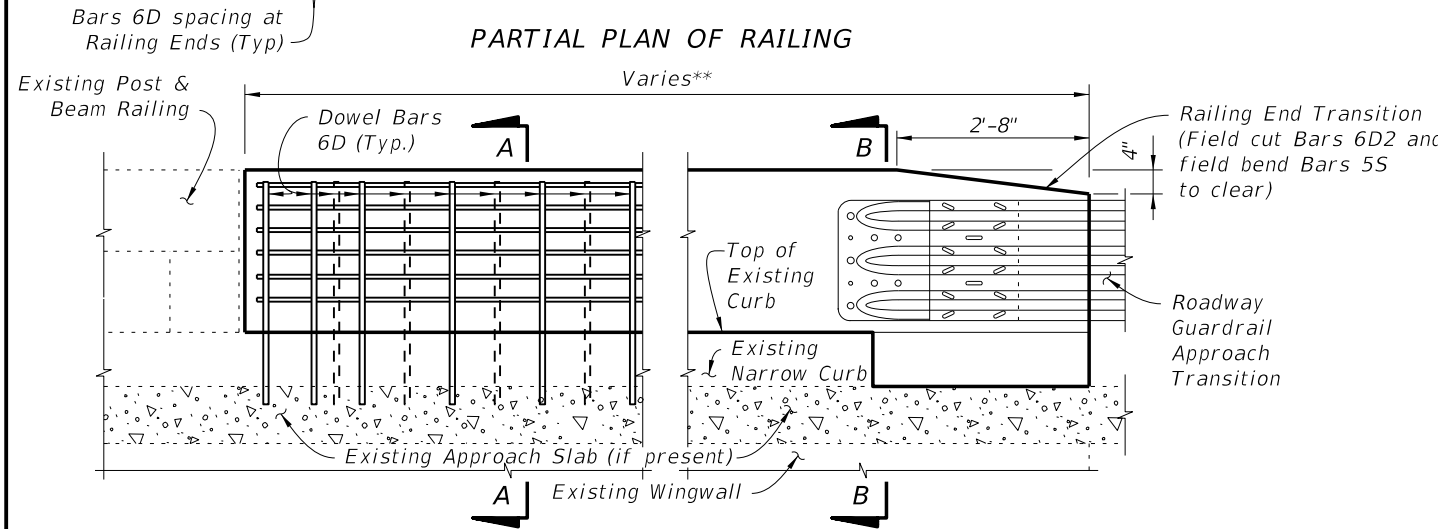 Bars 6D spacing at
Railing Ends (Typ)
PARTIAL PLAN OF RAILING
Existing Post &
Beam Railing
Varies**
Dowel Bars
6D (Typ.)
A
B
2'-8"
4"
Railing End Transition
(Field cut Bars 6D2 and
field bend Bars 5S
to clear)
Top of
Existing
Curb
Existing
Narrow Curb
Roadway
Guardrail
Approach
Transition
Existing Approach Slab (if present)
Existing Wingwall
A
B